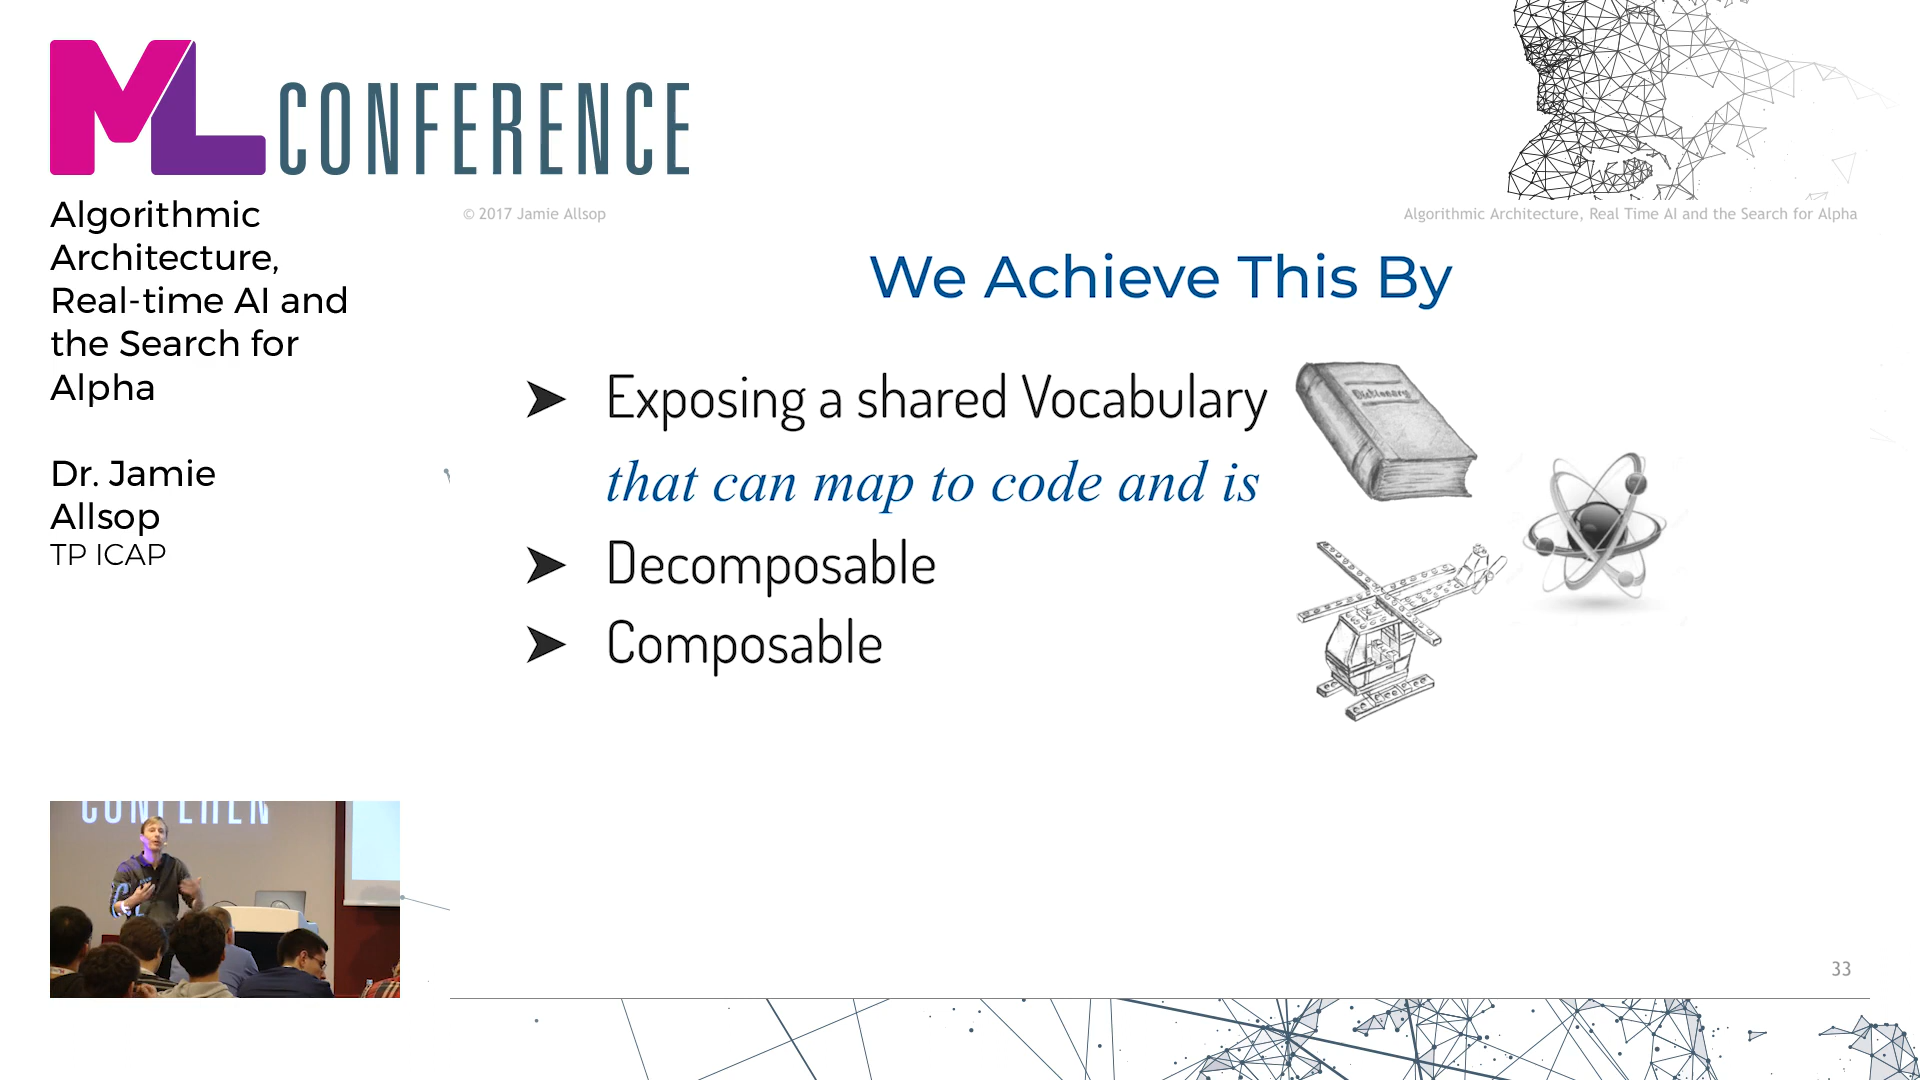 ML CONFERENCE
Algorithmic
Architecture,
Real-time AI and
the Search for
Alpha
Dr. Jamie
Allsop
TP ICAP
© 2017 Jamie Allsop
Algorithmic Architecture, Real Time AI and the Search for Alpha
We Achieve This By
➤ Exposing a shared Vocabulary
that can map to code and is
➤ Decomposable
➤ Composable
Dictionary
CONFEREN
33